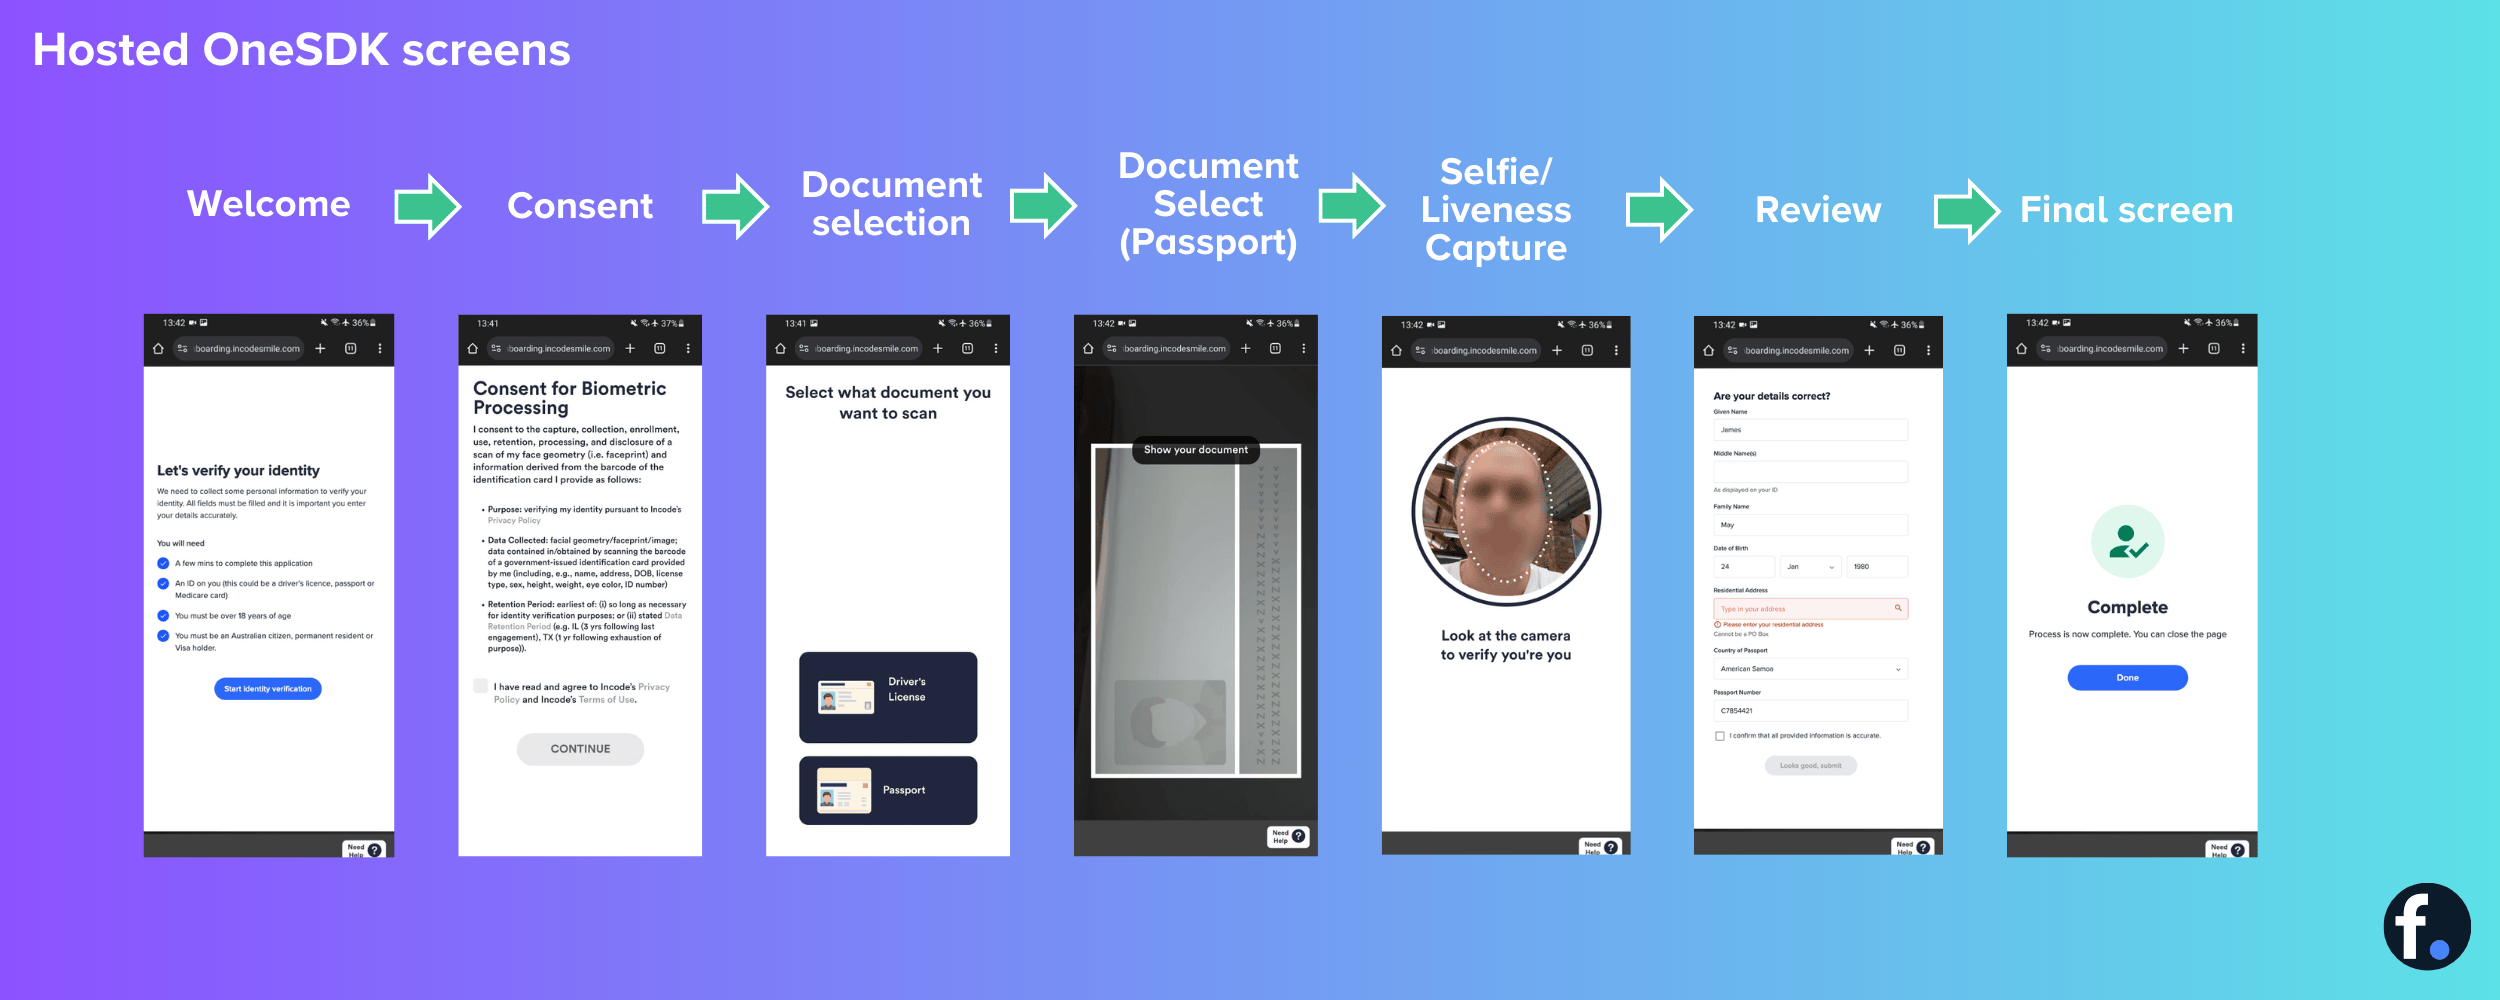 Hosted OneSDK screens
Welcome
Consent
Document
selection
Document
Select
(Passport)
Selfie/
Liveness
Capture
Review
Final screen
13:42
36%
boarding.incodesmile.com
11
Let's verify your identity
We need to collect some personal information to verify your
identity. All fields must be filled and it is important you enter
your details accurately.
You will need
A few mins to complete this application
An ID on you (this could be a driver's licence, passport or
Medicare card)
You must be over 18 years of age
You must be an Australian citizen, permanent resident or
Visa holder.
Start identity verification
Need
Help
?
13:41
37%
boarding.incodesmile.com
11
Consent for Biometric
Processing
I consent to the capture, collection, enrollment,
use, retention, processing, and disclosure of a
scan of my face geometry (i.e. faceprint) and
information derived from the barcode of the
identification card I provide as follows:
• Purpose: verifying my identity pursuant to Incode's
Privacy Policy
• Data Collected: facial geometry/faceprint/image;
data contained in/obtained by scanning the barcode
of a government-issued identification card provided
by me (including, e.g., name, address, DOB, license
type, sex, height, weight, eye color, ID number)
• Retention Period: earliest of: (i) so long as necessary
for identity verification purposes; or (ii) stated Data
Retention Period (e.g. IL (3 yrs following last
engagement), TX (1 yr following exhaustion of
purpose)).
I have read and agree to Incode's Privacy
Policy and Incode's Terms of Use.
CONTINUE
13:41
36%
boarding.incodesmile.com
11
Select what document you
want to scan
Driver's
License
Passport
13:42
36%
boarding.incodesmile.com
11
Show your document
Need
Help
?
13:42
36%
boarding.incodesmile.com
11
Look at the camera
to verify you're you
Need
Help
?
13:42
36%
boarding.incodesmile.com
11
Are your details correct?
Given Name
James
Middle Name(s)
As displayed on your ID
Family Name
May
Date of Birth
24 Jan 1980
Residential Address
Type in your address
Please enter your residential address
Cannot be a PO Box
Country of Passport
American Samoa
Passport Number
C7854421
I confirm that all provided information is accurate.
Looks good, submit
Need
Help
?
13:42
36%
boarding.incodesmile.com
11
Complete
Process is now complete. You can close the page
Done
Need
Help
?
f.